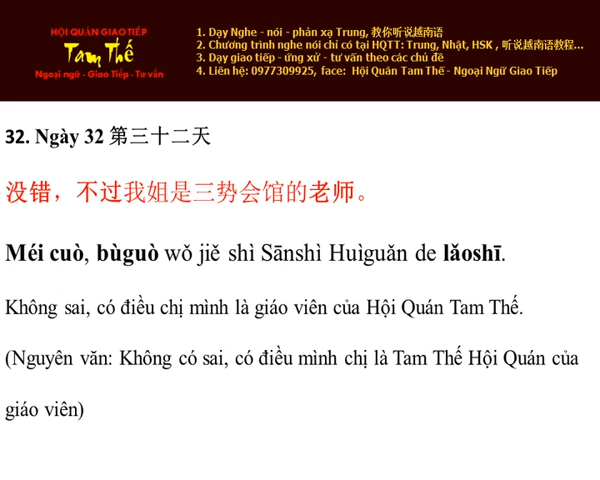 HỘI QUÁN GIAO TIẾP
Tam Thế
Ngoại ngữ - Giao Tiếp - Tư vấn
1. Dạy Nghe - nói - phản xạ Trung, 教你听说越南语
2. Chương trình nghe nói chỉ có tại HQTT: Trung, Nhật, HSK , 听说越南语教程...
3. Dạy giao tiếp - ứng xử - tư vấn theo các chủ đề
4. Liên hệ: 0977309925, face: Hội Quán Tam Thế - Ngoại Ngữ Giao Tiếp
32. Ngày 32 第三十二天
没错，不过我姐是三势会馆的老师。
Méi cuò, bùguò wǒ jiě shì Sānshì Huìguǎn de lǎoshī.
Không sai, có điều chị mình là giáo viên của Hội Quán Tam Thế.
(Nguyên văn: Không có sai, có điều mình chị là Tam Thế Hội Quán của
giáo viên)